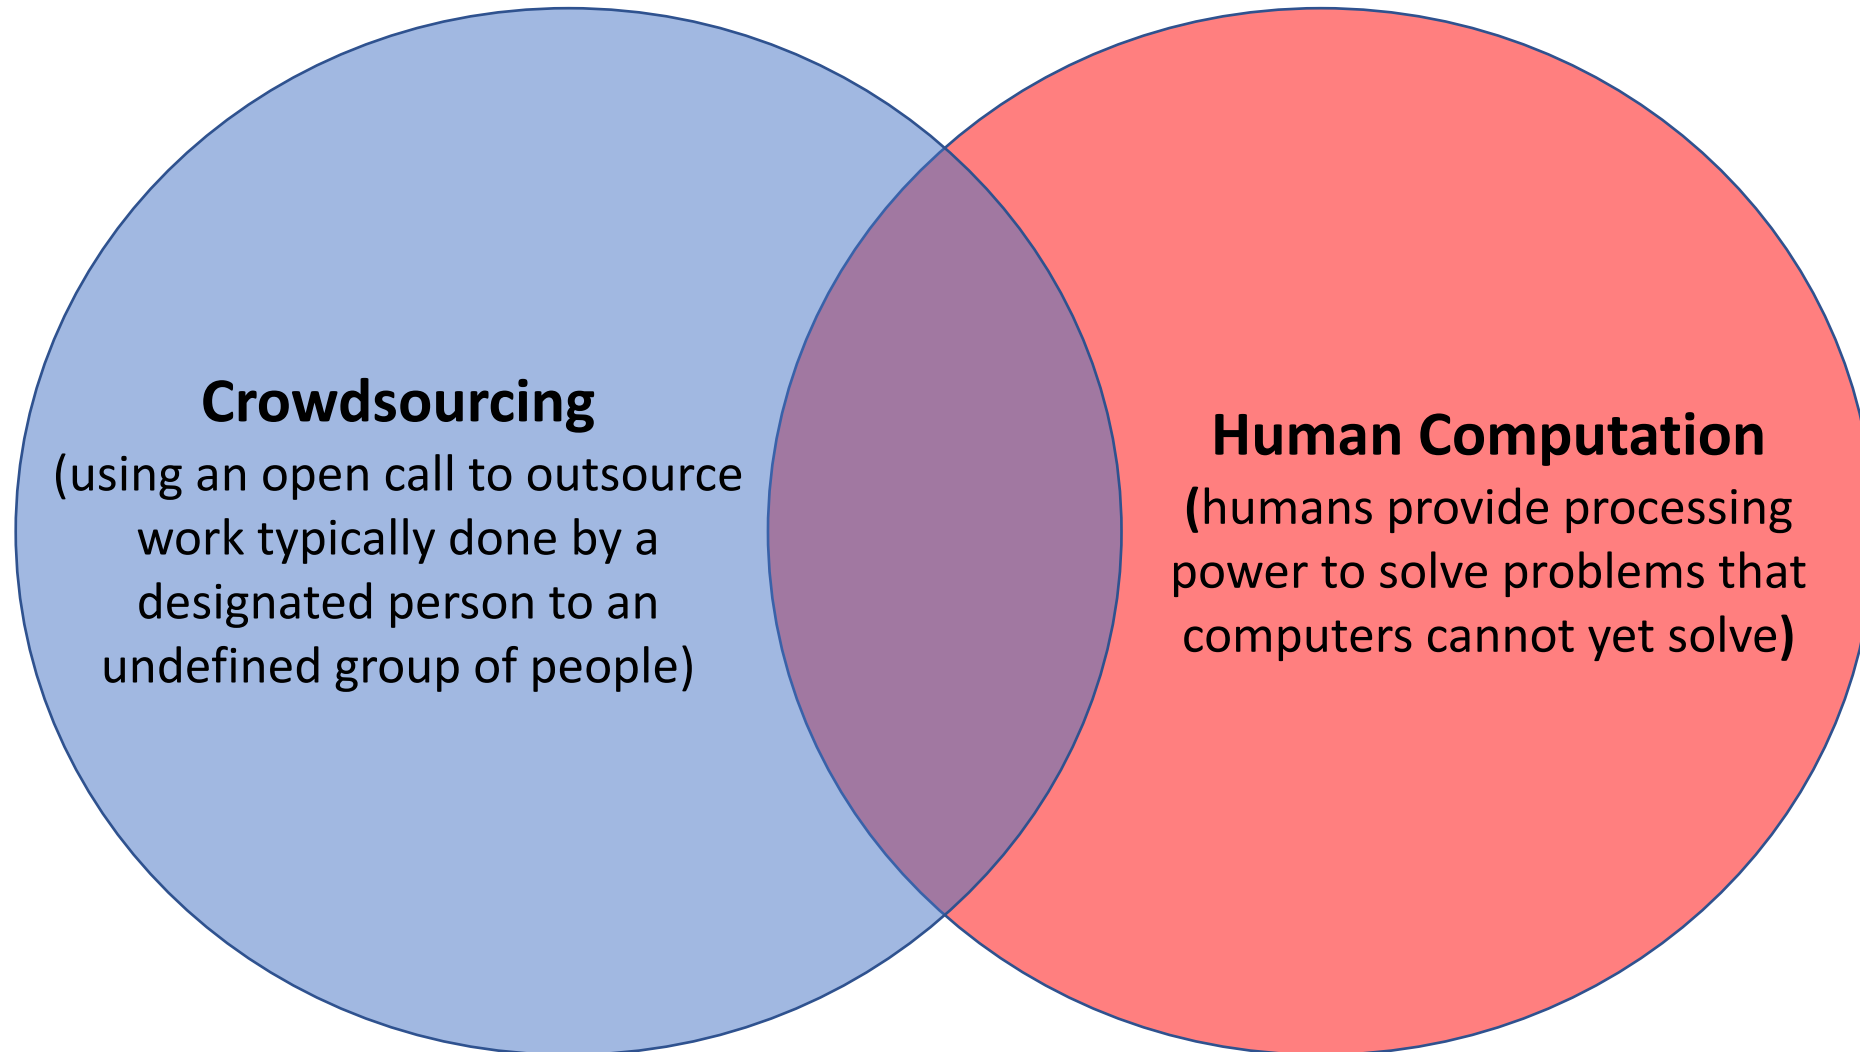 Crowdsourcing
(using an open call to outsource
work typically done by a
designated person to an
undefined group of people)
Human Computation
(humans provide processing
power to solve problems that
computers cannot yet solve)